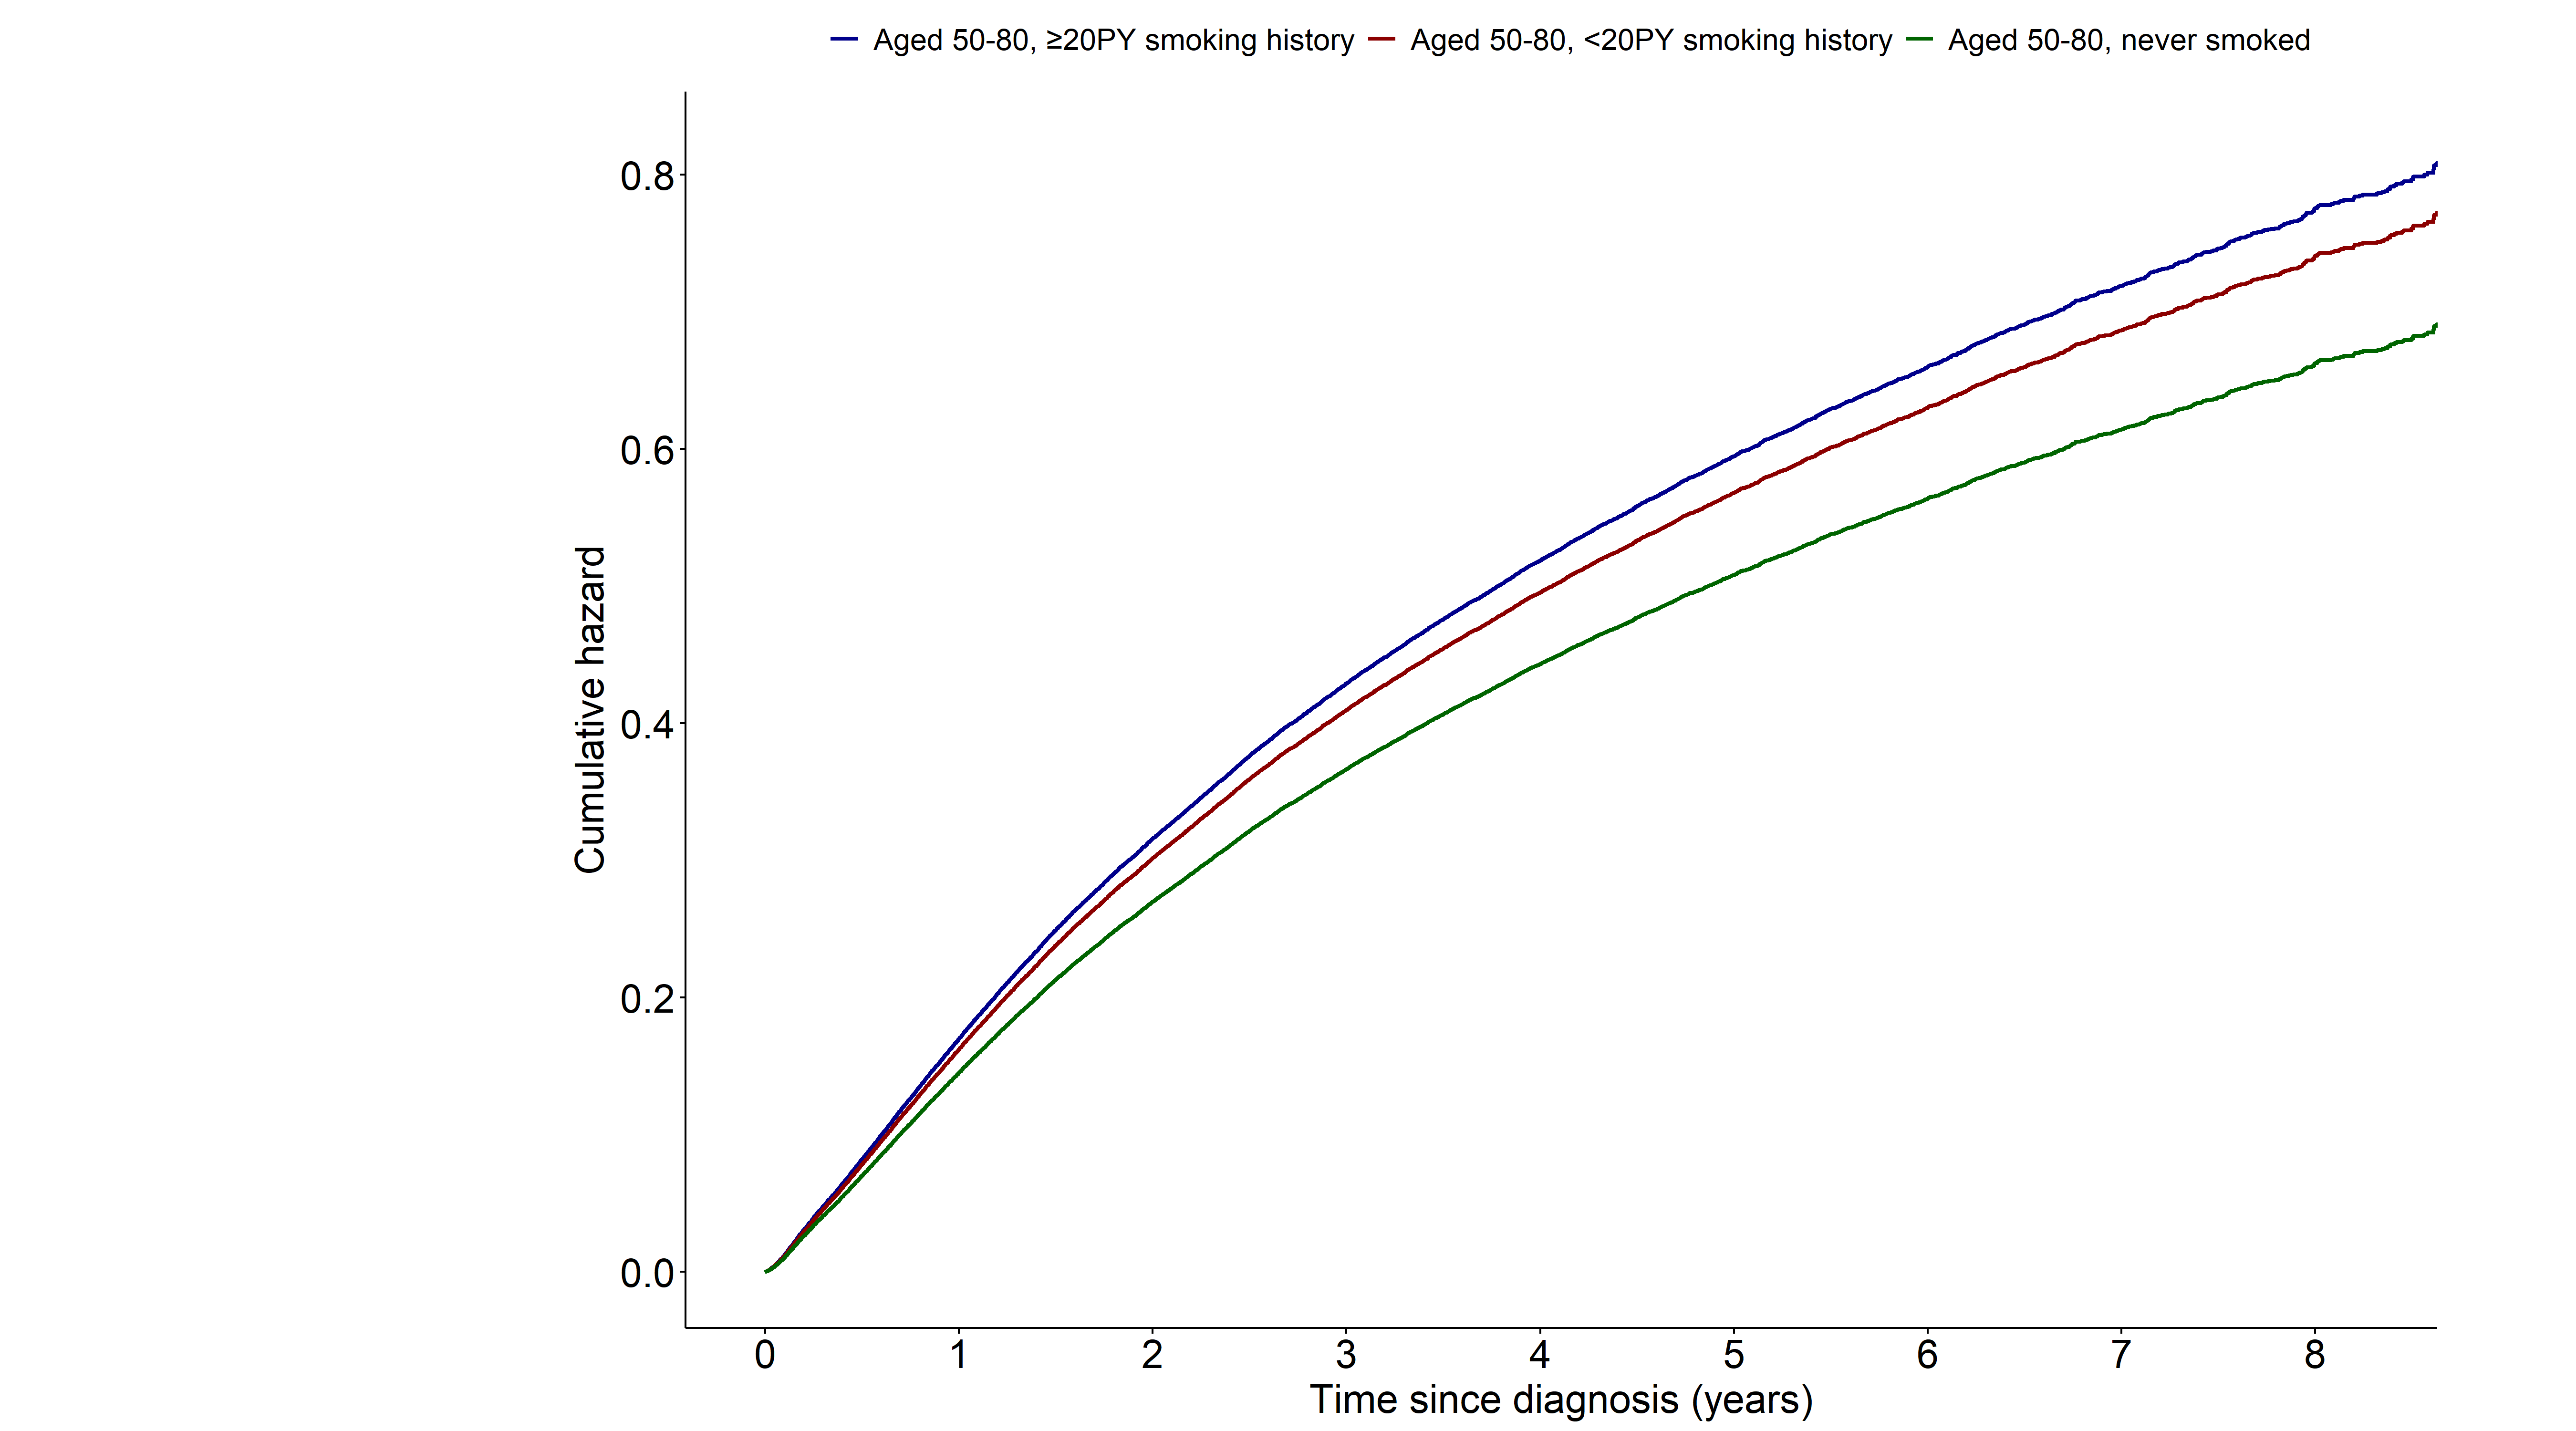 Aged 50-80, ≥20PY smoking history Aged 50-80, <20PY smoking history Aged 50-80, never smoked
Cumulative hazard
0.8
0.6
0.4
0.2
0.0
0 1 2 3 4 5 6 7 8
Time since diagnosis (years)